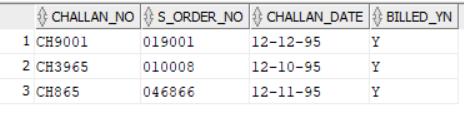 CHALLAN_NO S_ORDER_NO CHALLAN_DATE BILLED_YN
1 CH9001 019001 12-12-95 Y
2 CH3965 010008 12-10-95 Y
3 CH865 046866 12-11-95 Y